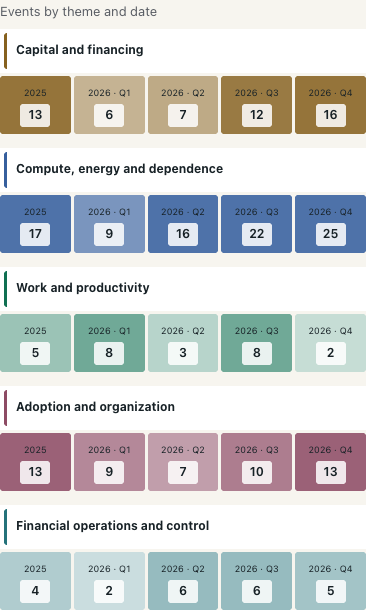 Events by theme and date
Capital and financing
2025 2026 · Q1 2026 · Q2 2026 · Q3 2026 · Q4
13 6 7 12 16
Compute, energy and dependence
2025 2026 · Q1 2026 · Q2 2026 · Q3 2026 · Q4
17 9 16 22 25
Work and productivity
2025 2026 · Q1 2026 · Q2 2026 · Q3 2026 · Q4
5 8 3 8 2
Adoption and organization
2025 2026 · Q1 2026 · Q2 2026 · Q3 2026 · Q4
13 9 7 10 13
Financial operations and control
2025 2026 · Q1 2026 · Q2 2026 · Q3 2026 · Q4
4 2 6 6 5